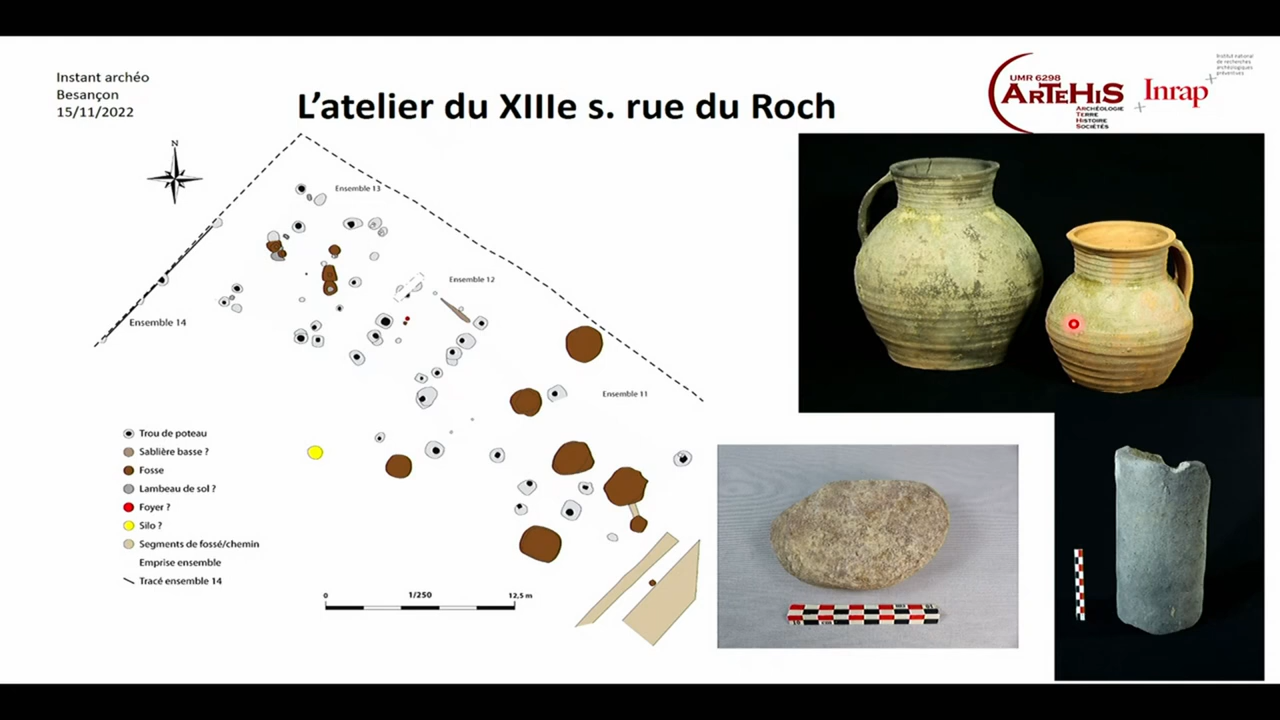 Instant archéo
Besançon
15/11/2022
L'atelier du XIIIe s. rue du Roch
UMR 6298
ARTEHIS
ARCHÉOLOGIE
TERRE
HISTOIRE
SOCIÉTÉS
Inrap
Institut national
de recherches
archéologiques
préventives
N
Ensemble 13
Ensemble 12
Ensemble 14
Ensemble 11
Trou de poteau
Sablière basse ?
Fosse
Lambeau de sol ?
Foyer ?
Silo ?
Segments de fossé/chemin
Emprise ensemble
Tracé ensemble 14
0 1/250 12,5 m